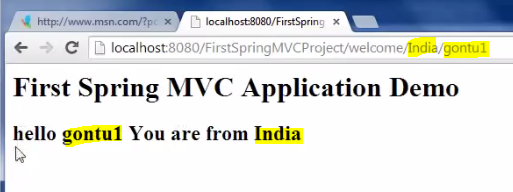 http://www.msn.com/?pc
localhost:8080/FirstSpring
localhost:8080/FirstSpringMVCProject/welcome/India/gontu1
First Spring MVC Application Demo
hello gontu1 You are from India